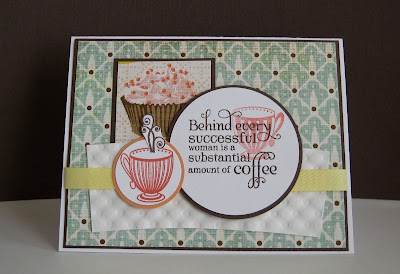 Behind every
successful
woman is a
substantial
amount of coffee